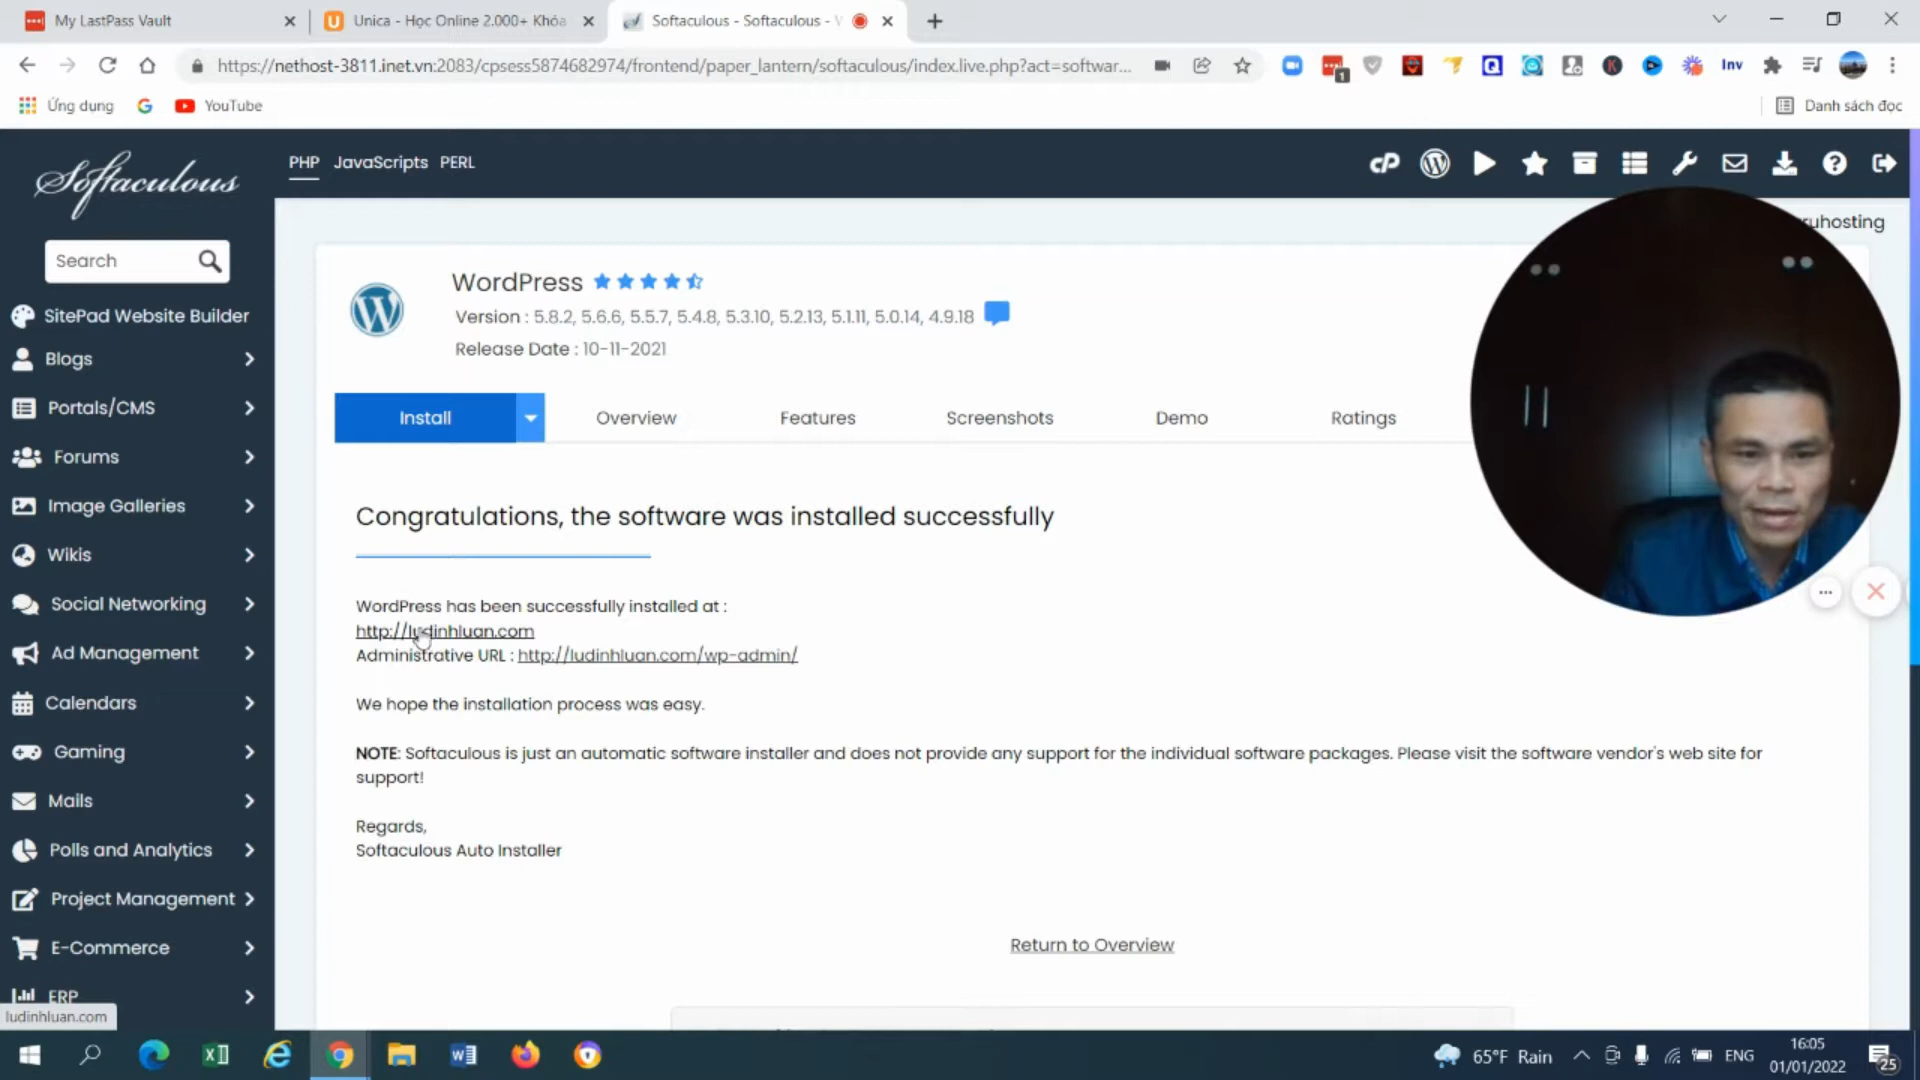 My LastPass Vault
Unica - Học Online 2.000+ Khóa
Softaculous - Softaculous -
https://nethost-3811.inet.vn:2083/cpsess5874682974/frontend/paper_lantern/softaculous/index.live.php?act=softwar...
1
Inv
Ứng dụng
YouTube
Danh sách đọc
Softaculous
PHP JavaScripts PERL
cP
uhosting
Search
SitePad Website Builder
Blogs
Portals/CMS
Forums
Image Galleries
Wikis
Social Networking
Ad Management
Calendars
Gaming
Mails
Polls and Analytics
Project Management
E-Commerce
ERP
ludinhluan.com
WordPress
Version : 5.8.2, 5.6.6, 5.5.7, 5.4.8, 5.3.10, 5.2.13, 5.1.11, 5.0.14, 4.9.18
Release Date : 10-11-2021
Install Overview Features Screenshots Demo Ratings
Congratulations, the software was installed successfully
WordPress has been successfully installed at :
http://ludinhluan.com
Administrative URL : http://ludinhluan.com/wp-admin/
We hope the installation process was easy.
NOTE: Softaculous is just an automatic software installer and does not provide any support for the individual software packages. Please visit the software vendor's web site for
support!
Regards,
Softaculous Auto Installer
Return to Overview
65°F Rain
ENG
16:05
01/01/2022
25